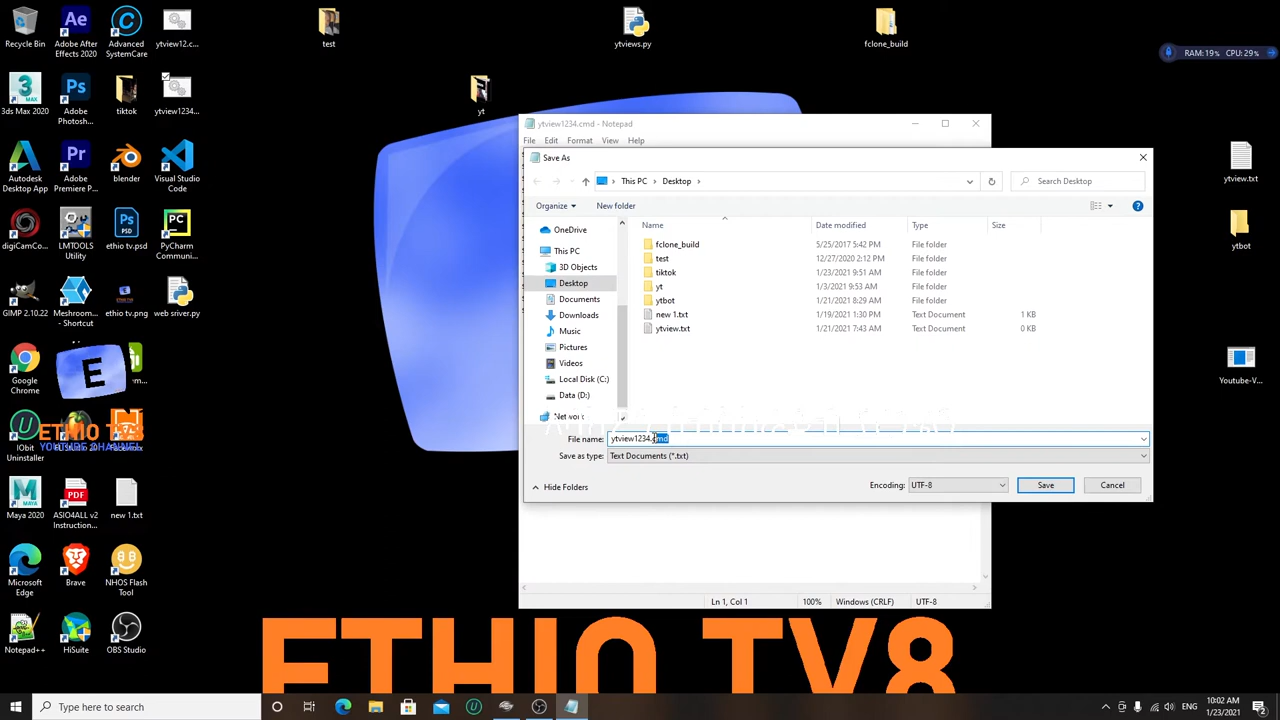 Recycle Bin
Adobe After
Effects 2020
Advanced
SystemCare
ytview12.c...
test
ytviews.py
fclone_build
RAM:19% CPU:29%
3ds Max 2020
Adobe
Photosh...
tiktok
ytview1234...
yt
Autodesk
Desktop App
Adobe
Premiere P...
blender
Visual Studio
Code
ytview.txt
digiCamCo...
LMTOOLS
Utility
ethio tv.psd
PyCharm
Communi...
ytbot
GIMP 2.10.22
Meshroom...
- Shortcut
ethio tv.png
web sriver.py
Google
Chrome
E
Youtube-V...
IObit
Uninstaller
ETHIO TV8
YOUTUBE CHANNEL
Maya 2020
ASIO4ALL v2
Instruction...
new 1.txt
Microsoft
Edge
Brave
NHOS Flash
Tool
Notepad++
HiSuite
OBS Studio
ytview1234.cmd - Notepad
File Edit Format View Help
Save As
This PC > Desktop >
Search Desktop
Organize
New folder
Name Date modified Type Size
OneDrive
This PC
3D Objects
Desktop
Documents
Downloads
Music
Pictures
Videos
Local Disk (C:)
Data (D:)
fclone_build 5/25/2017 5:42 PM File folder
test 12/27/2020 2:12 PM File folder
tiktok 1/23/2021 9:51 AM File folder
yt 1/3/2021 9:53 AM File folder
ytbot 1/21/2021 8:29 AM File folder
new 1.txt 1/19/2021 1:30 PM Text Document 1 KB
ytview.txt 1/21/2021 7:43 AM Text Document 0 KB
File name: ytview1234.cmd
Save as type: Text Documents (*.txt)
Hide Folders
Encoding: UTF-8
Save
Cancel
Ln 1, Col 1 100% Windows (CRLF) UTF-8
ETHIO TV8
Type here to search
ENG
10:02 AM
1/23/2021
2